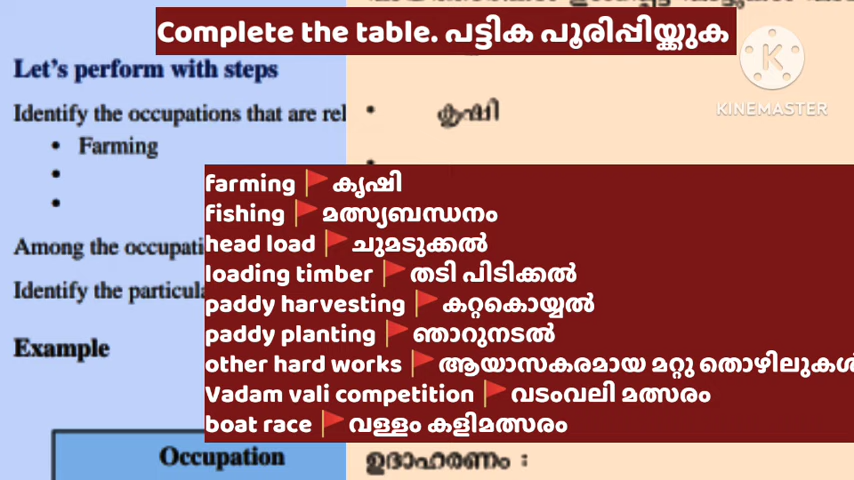 Complete the table. പട്ടിക പൂരിപ്പിയ്ക്കുക
KINEMASTER
Let's perform with steps
Identify the occupations that are rel
• Farming
•
•
Among the occupati
Identify the particul
Example
Occupation
• കൃഷി
farming 🚩 കൃഷി
fishing 🚩 മത്സ്യബന്ധനം
head load 🚩 ചുമടുക്കൽ
loading timber 🚩 തടി പിടിക്കൽ
paddy harvesting 🚩 കറ്റകൊയ്യൽ
paddy planting 🚩 ഞാറുനടൽ
other hard works 🚩 ആയാസകരമായ മറ്റു തൊഴിലുകൾ
Vadam vali competition 🚩 വടംവലി മത്സരം
boat race 🚩 വള്ളം കളിമത്സരം
ഉദാഹരണം :